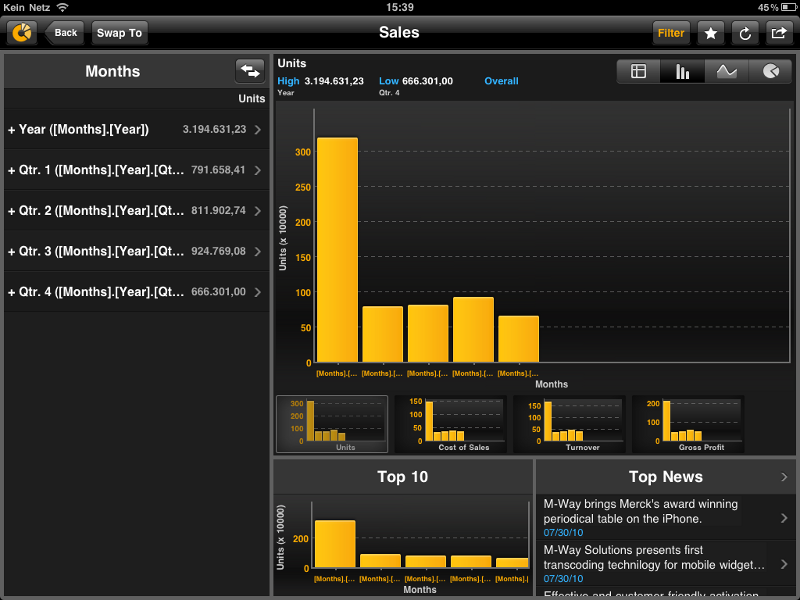 Kein Netz
15:39
45%
Back
Swap To
Sales
Filter
Months
Units
+ Year ([Months].[Year]) 3.194.631,23
+ Qtr. 1 ([Months].[Year].[Qt... 791.658,41
+ Qtr. 2 ([Months].[Year].[Qt... 811.902,74
+ Qtr. 3 ([Months].[Year].[Qt... 924.769,08
+ Qtr. 4 ([Months].[Year].[Qt... 666.301,00
Units
High 3.194.631,23 Low 666.301,00 Overall
Year Qtr. 4
Units (x 10000)
300
250
200
150
100
50
0
[Months].[... [Months].[... [Months].[... [Months].[... [Months].[...
Months
300
200
100
0
Units
150
100
50
0
Cost of Sales
150
100
50
0
Turnover
200
100
0
Gross Profit
Top 10
Units (x 10000)
200
0
[Months].[... [Months].[... [Months].[... [Months].[... [Months].[
Months
Top News
M-Way brings Merck's award winning
periodical table on the iPhone.
07/30/10
M-Way Solutions presents first
transcoding technilogy for mobile widget...
07/30/10
Effective and customer-friendly activation